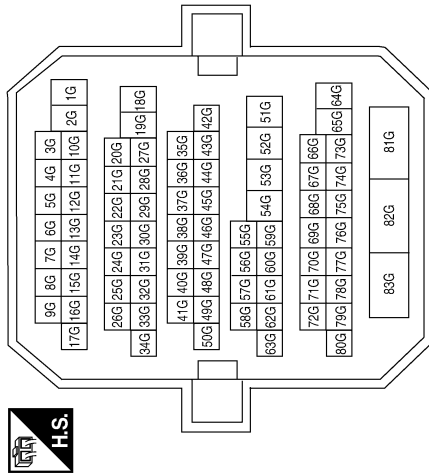 H.S.
9G 8G 7G 6G 5G 4G 3G
17G 16G 15G 14G 13G 12G 11G 10G 2G 1G
26G 25G 24G 23G 22G 21G 20G
34G 33G 32G 31G 30G 29G 28G 27G 19G 18G
41G 40G 39G 38G 37G 36G 35G
50G 49G 48G 47G 46G 45G 44G 43G 42G
58G 57G 56G 55G
63G 62G 61G 60G 59G 54G 53G 52G 51G
72G 71G 70G 69G 68G 67G 66G
80G 79G 78G 77G 76G 75G 74G 73G 65G 64G
83G 82G 81G